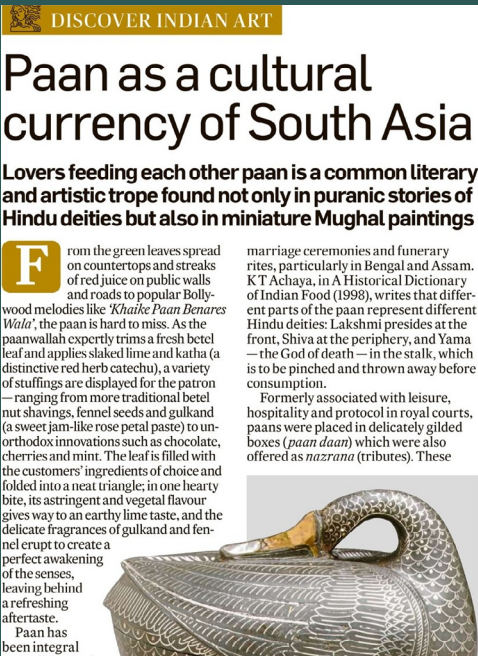 DISCOVER INDIAN ART
Paan as a cultural
currency of South Asia
Lovers feeding each other paan is a common literary
and artistic trope found not only in puranic stories of
Hindu deities but also in miniature Mughal paintings
From the green leaves spread
on countertops and streaks
of red juice on public walls
and roads to popular Bolly-
wood melodies like ‘Khaike Paan Benares
Wala’, the paan is hard to miss. As the
paanwallah expertly trims a fresh betel
leaf and applies slaked lime and katha (a
distinctive red herb catechu), a variety
of stuffings are displayed for the patron
— ranging from more traditional betel
nut shavings, fennel seeds and gulkand
(a sweet jam-like rose petal paste) to un-
orthodox innovations such as chocolate,
cherries and mint. The leaf is filled with
the customers’ ingredients of choice and
folded into a neat triangle; in one hearty
bite, its astringent and vegetal flavour
gives way to an earthy lime taste, and the
delicate fragrances of gulkand and fen-
nel erupt to create a
perfect awakening
of the senses,
leaving behind
a refreshing
aftertaste.
Paan has
been integral
marriage ceremonies and funerary
rites, particularly in Bengal and Assam.
K T Achaya, in A Historical Dictionary
of Indian Food (1998), writes that differ-
ent parts of the paan represent different
Hindu deities: Lakshmi presides at the
front, Shiva at the periphery, and Yama
— the God of death — in the stalk, which
is to be pinched and thrown away before
consumption.
Formerly associated with leisure,
hospitality and protocol in royal courts,
paans were placed in delicately gilded
boxes (paan daan) which were also
offered as nazrana (tributes). These